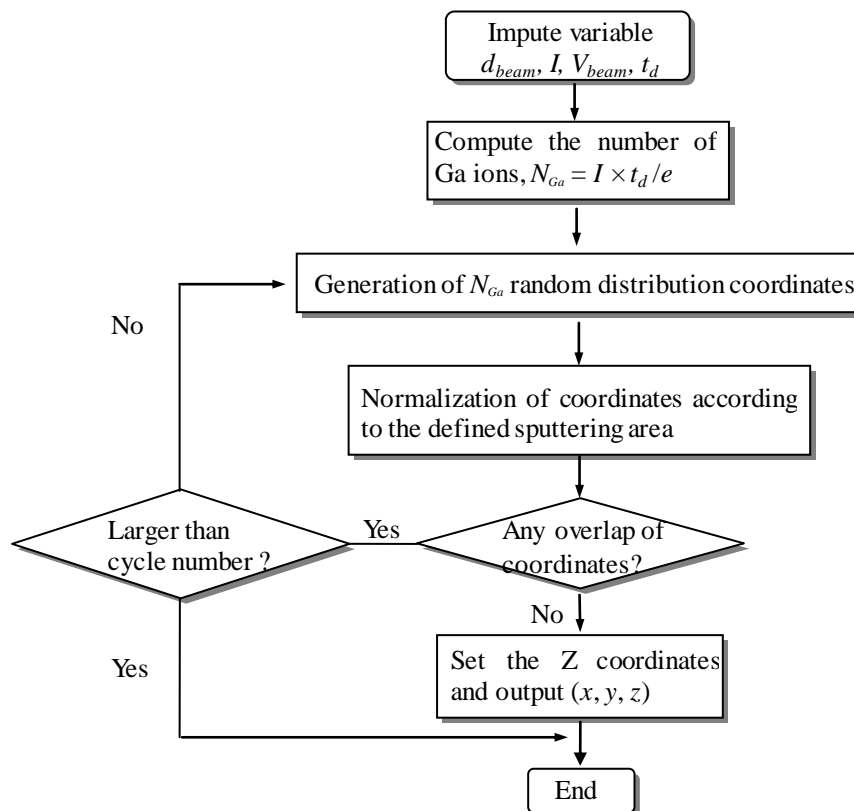 Impute variable
d_beam, I, V_beam, t_d
Compute the number of
Ga ions, N_Ga = I × t_d /e
Generation of N_Ga random distribution coordinates
No
Normalization of coordinates according
to the defined sputtering area
Larger than
cycle number ?
Yes
Any overlap of
coordinates?
No
Yes
Set the Z coordinates
and output (x, y, z)
End